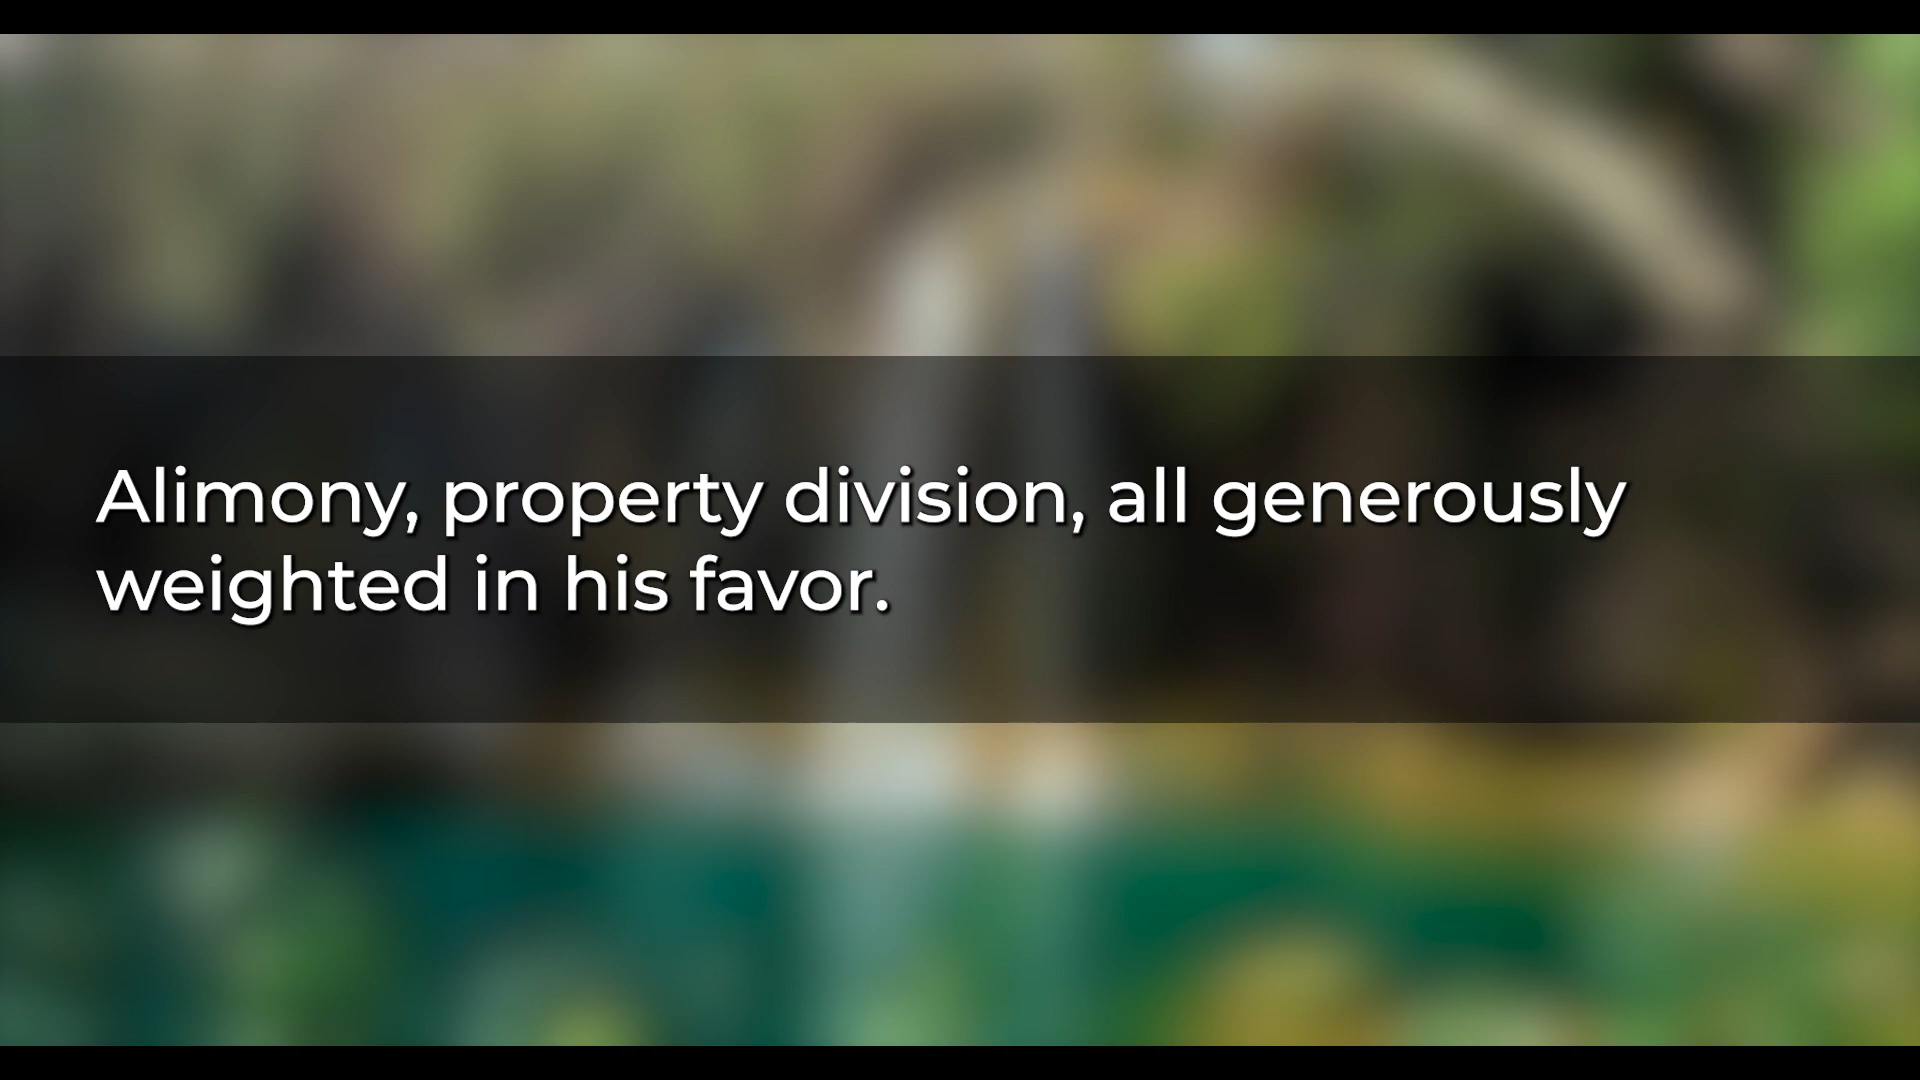 Alimony, property division, all generously
weighted in his favor.